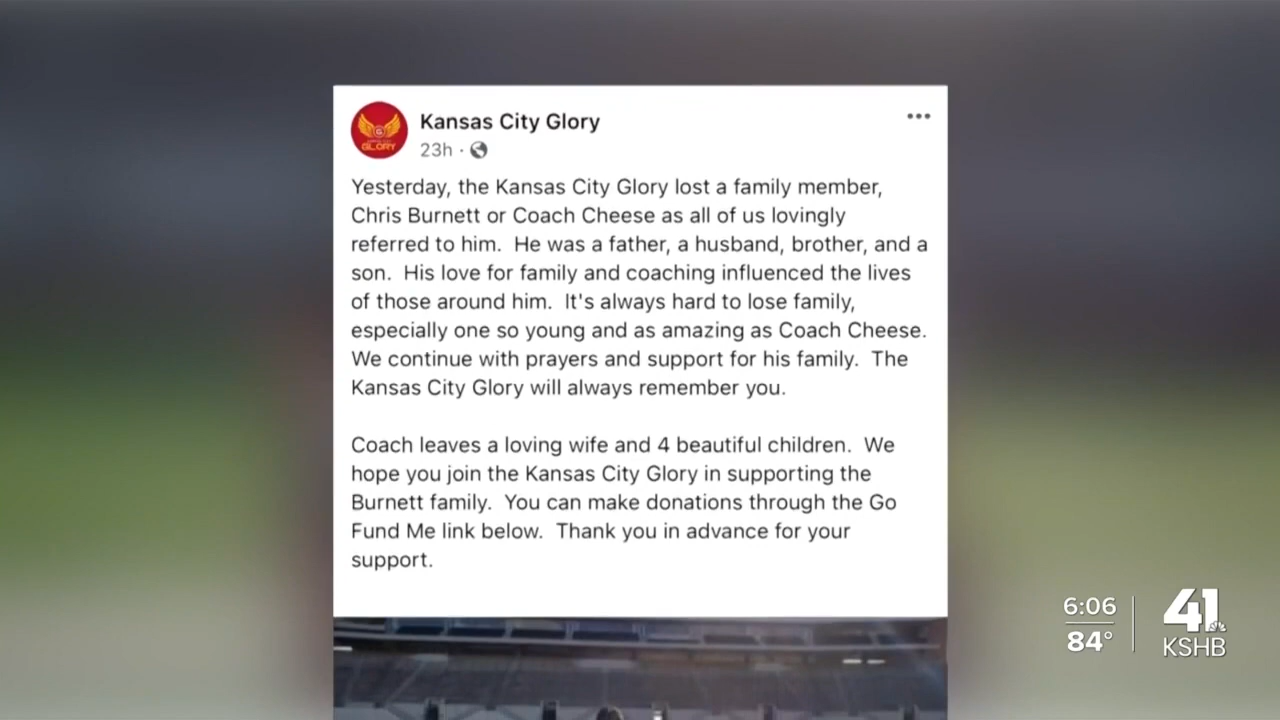 Kansas City Glory
23h ·
GLORY
Yesterday, the Kansas City Glory lost a family member,
Chris Burnett or Coach Cheese as all of us lovingly
referred to him. He was a father, a husband, brother, and a
son. His love for family and coaching influenced the lives
of those around him. It's always hard to lose family,
especially one so young and as amazing as Coach Cheese.
We continue with prayers and support for his family. The
Kansas City Glory will always remember you.
Coach leaves a loving wife and 4 beautiful children. We
hope you join the Kansas City Glory in supporting the
Burnett family. You can make donations through the Go
Fund Me link below. Thank you in advance for your
support.
6:06
84°
41
KSHB